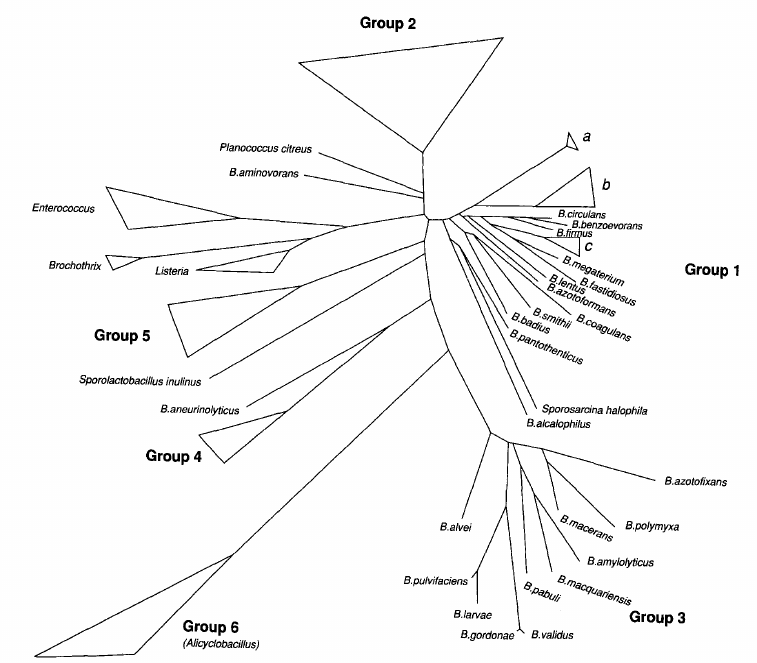 Group 2
Planococcus citreus
B.aminovorans
Enterococcus
Brochothrix
Listeria
Group 5
Sporolactobacillus inulinus
B.aneurinolyticus
Group 4
Group 6
(Alicyclobacillus)
a
b
B.circulans
B.benzoevorans
B.firmus
c
B.megaterium
B.fastidiosus
B.lentus
B.azotoformans
B.coagulans
B.smithii
B.badius
B.pantothenticus
Group 1
Sporosarcina halophila
B.alcalophilus
B.azotofixans
B.polymyxa
B.macerans
B.amylolyticus
B.macquariensis
B.pabuli
B.alvei
B.pulvifaciens
B.larvae
B.gordonae
B.validus
Group 3